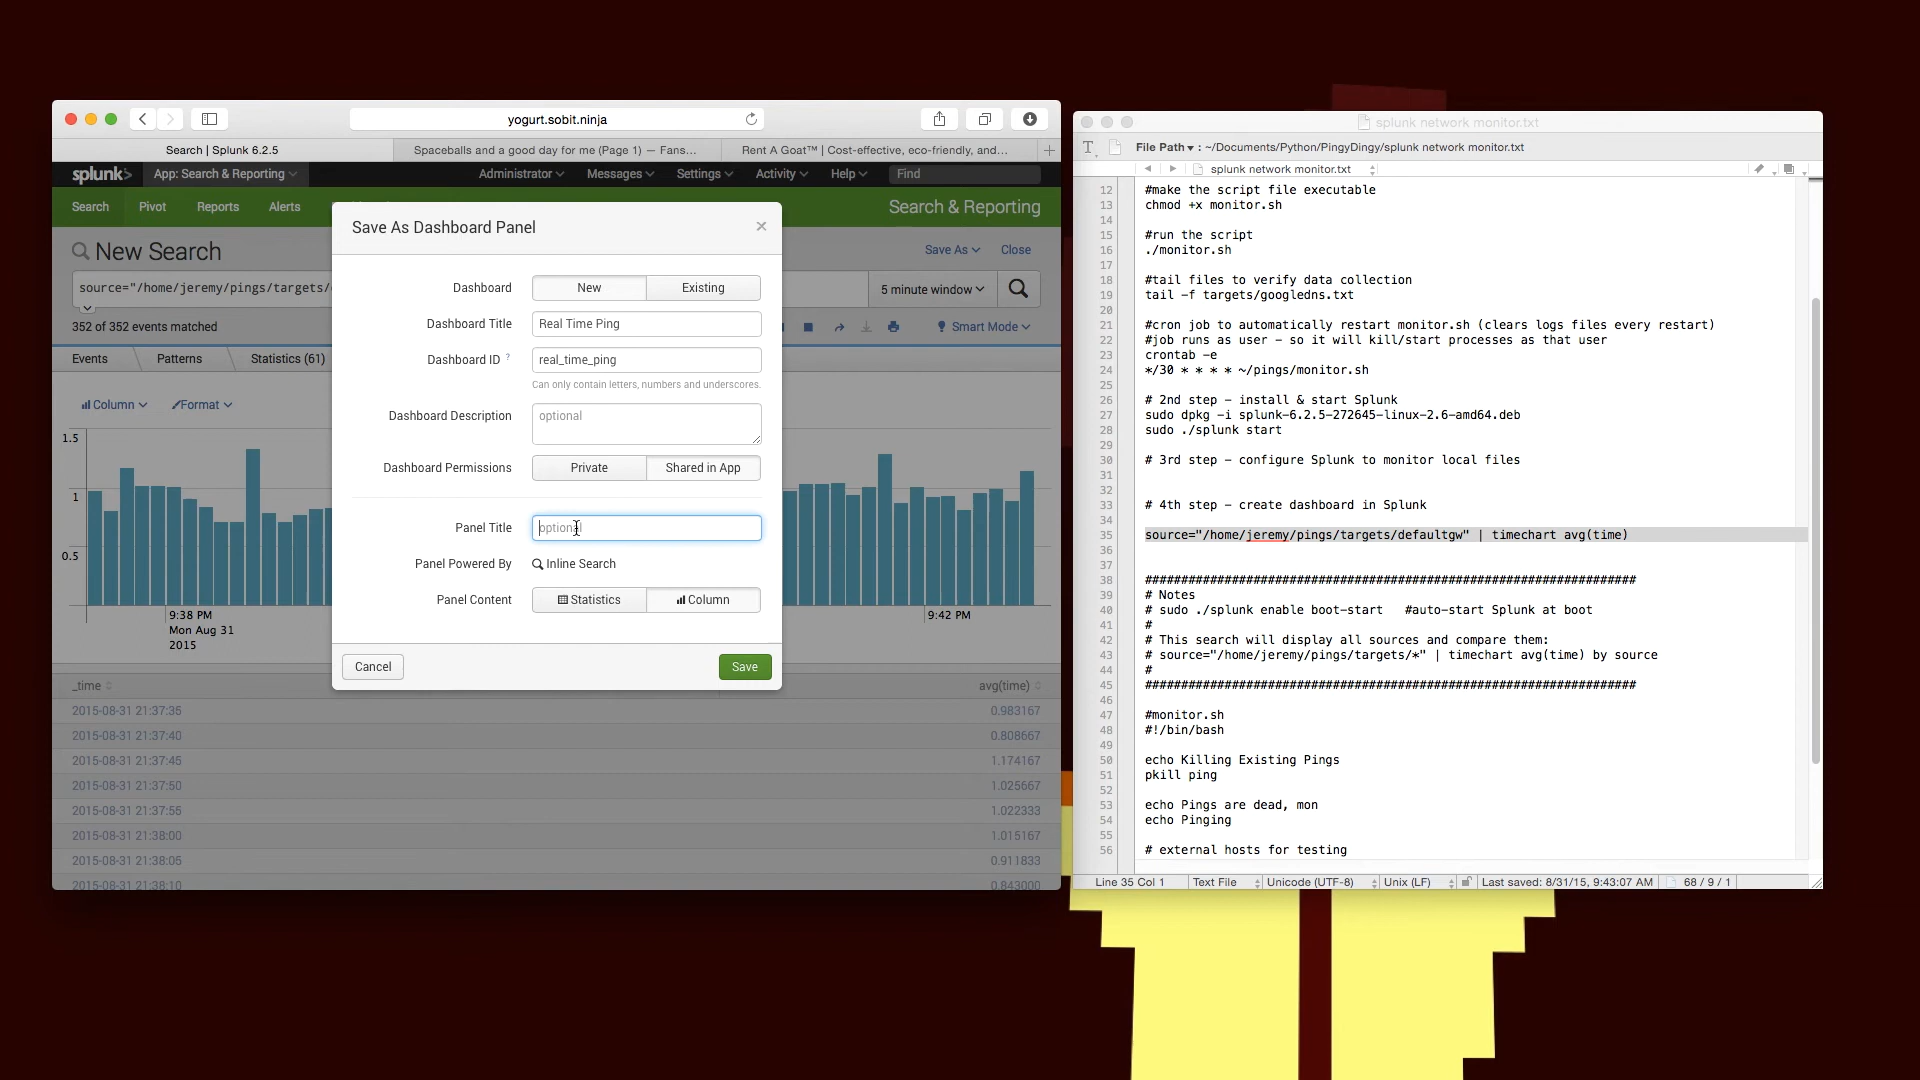 yogurt.sobit.ninja
Search | Splunk 6.2.5
Spaceballs and a good day for me (Page 1) — Fans...
Rent A Goat™ | Cost-effective, eco-friendly, and...
splunk>
App: Search & Reporting
Administrator
Messages
Settings
Activity
Help
Find
Search
Pivot
Reports
Alerts
Search & Reporting
New Search
Save As
Close
source="/home/jeremy/pings/targets/
5 minute window
352 of 352 events matched
Smart Mode
Events
Patterns
Statistics (61)
Column
Format
1.5
1
0.5
9:38 PM
Mon Aug 31
2015
9:42 PM
_time
avg(time)
2015-08-31 21:37:35
0.983167
2015-08-31 21:37:40
0.808667
2015-08-31 21:37:45
1.174167
2015-08-31 21:37:50
1.025667
2015-08-31 21:37:55
1.022333
2015-08-31 21:38:00
1.015167
2015-08-31 21:38:05
0.911833
2015-08-31 21:38:10
0.843000
Save As Dashboard Panel
×
Dashboard
New
Existing
Dashboard Title
Real Time Ping
Dashboard ID ?
real_time_ping
Can only contain letters, numbers and underscores.
Dashboard Description
optional
Dashboard Permissions
Private
Shared in App
Panel Title
optional
Panel Powered By
Inline Search
Panel Content
Statistics
Column
Cancel
Save
splunk network monitor.txt
File Path ▾ : ~/Documents/Python/PingyDingy/splunk network monitor.txt
splunk network monitor.txt
12 #make the script file executable
13 chmod +x monitor.sh
14
15 #run the script
16 ./monitor.sh
17
18 #tail files to verify data collection
19 tail -f targets/googledns.txt
20
21 #cron job to automatically restart monitor.sh (clears logs files every restart)
22 #job runs as user - so it will kill/start processes as that user
23 crontab -e
24 */30 * * * * ~/pings/monitor.sh
25
26 # 2nd step - install & start Splunk
27 sudo dpkg -i splunk-6.2.5-272645-linux-2.6-amd64.deb
28 sudo ./splunk start
29
30 # 3rd step - configure Splunk to monitor local files
31
32
33 # 4th step - create dashboard in Splunk
34
35 source="/home/jeremy/pings/targets/defaultgw" | timechart avg(time)
36
37
38 ####################################################################
39 # Notes
40 # sudo ./splunk enable boot-start   #auto-start Splunk at boot
41 #
42 # This search will display all sources and compare them:
43 # source="/home/jeremy/pings/targets/*" | timechart avg(time) by source
44 #
45 ####################################################################
46
47 #monitor.sh
48 #!/bin/bash
49
50 echo Killing Existing Pings
51 pkill ping
52
53 echo Pings are dead, mon
54 echo Pinging
55
56 # external hosts for testing
Line 35 Col 1
Text File
Unicode (UTF-8)
Unix (LF)
Last saved: 8/31/15, 9:43:07 AM
68 / 9 / 1